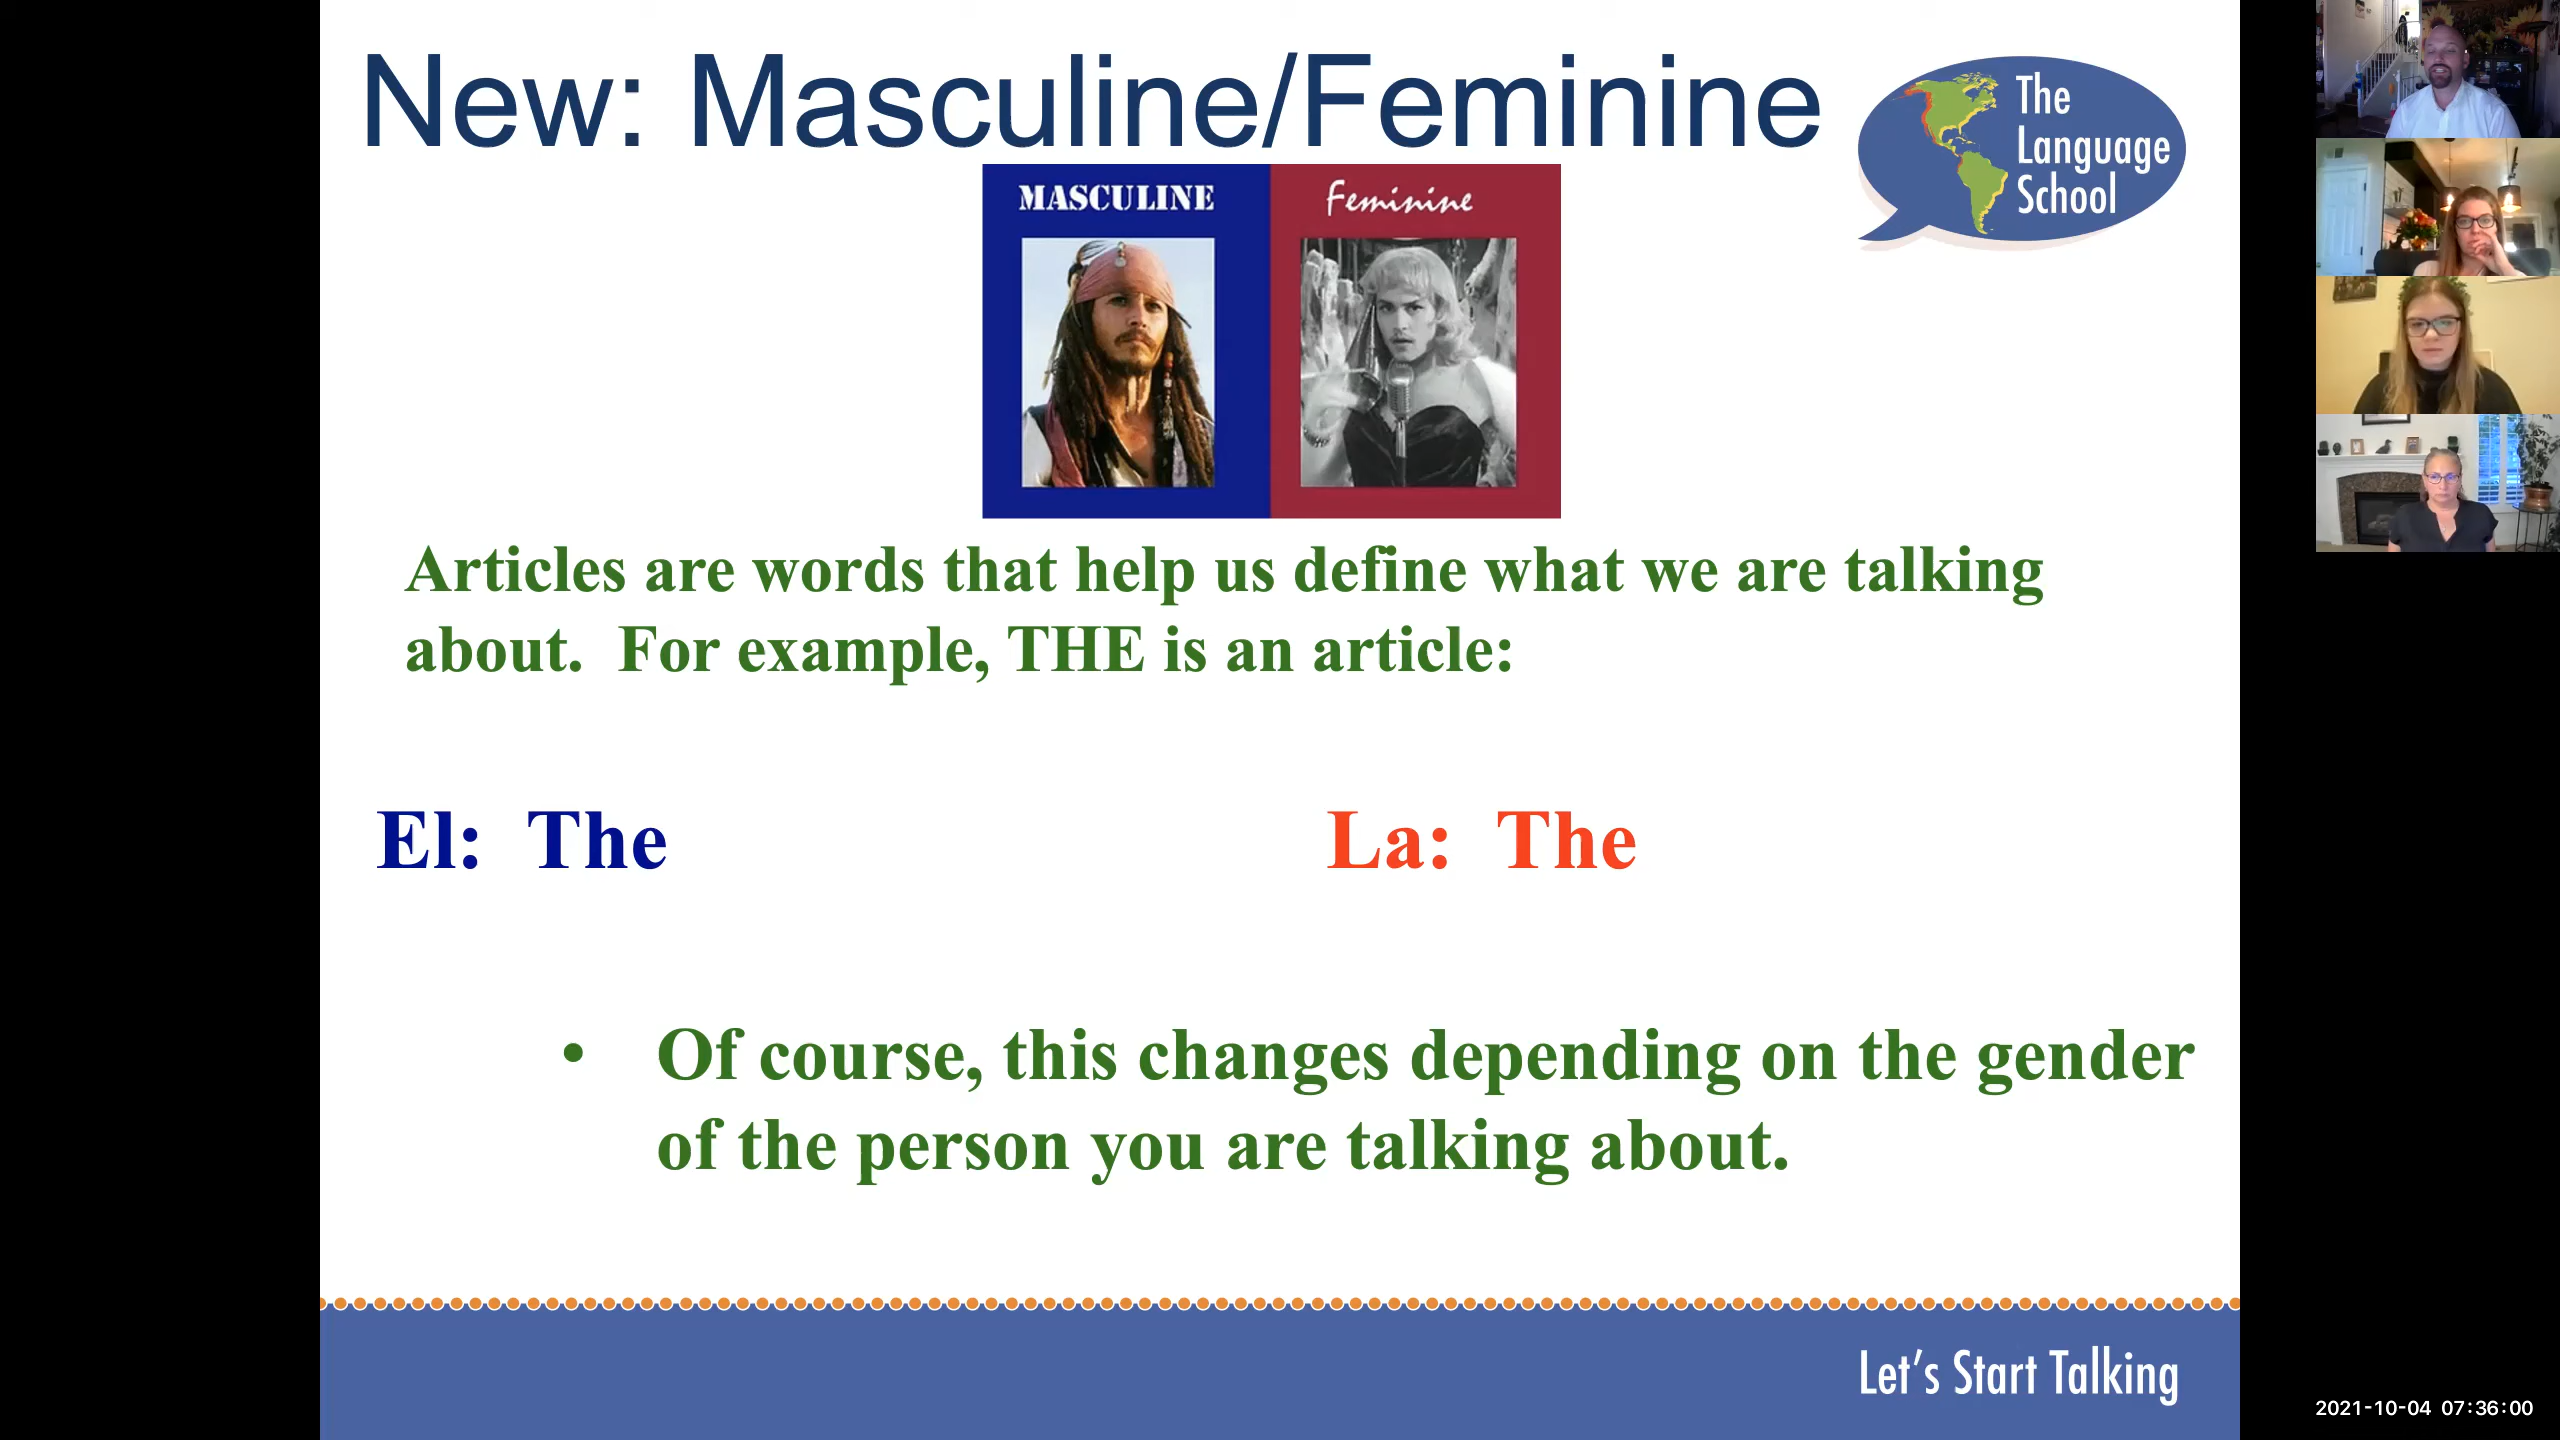 New: Masculine/Feminine
The
Language
School
MASCULINE
Feminine
Articles are words that help us define what we are talking
about.  For example, THE is an article:
El:  The
La:  The
• Of course, this changes depending on the gender
of the person you are talking about.
Let's Start Talking
2021-10-04 07:36:00